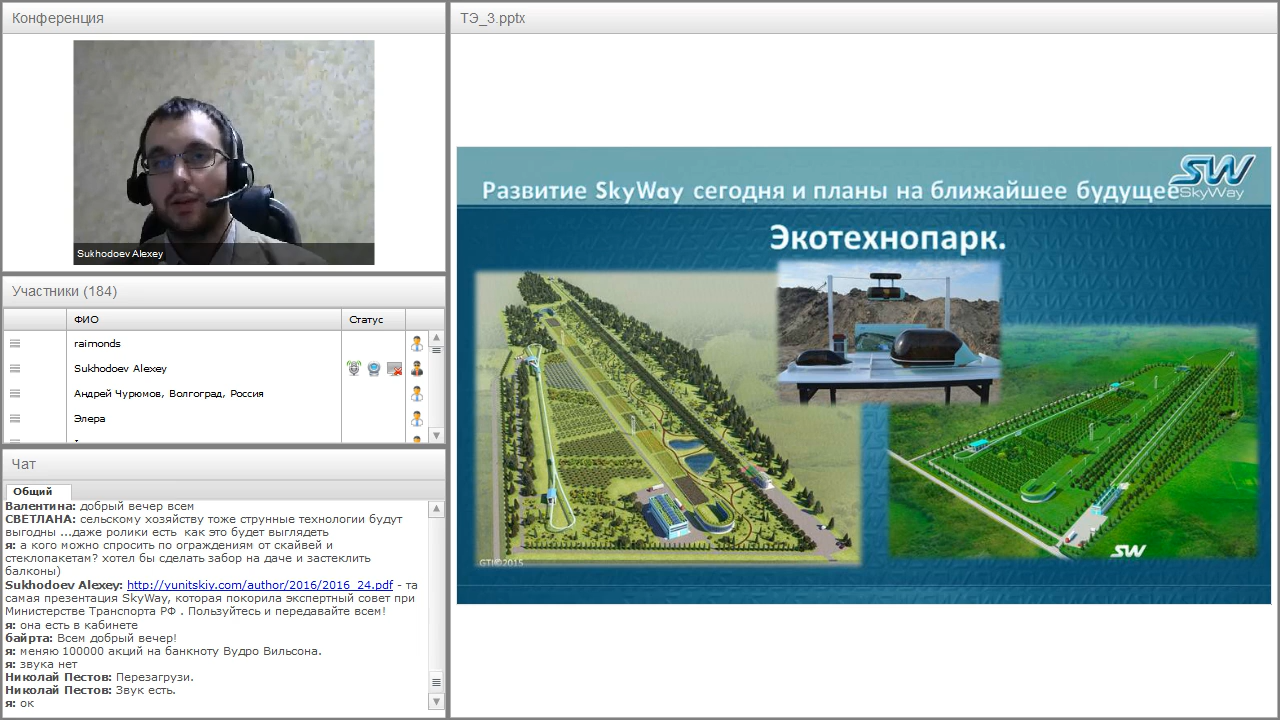 Конференция
Sukhodoev Alexey
Участники (184)
ФИО
Статус
raimonds
Sukhodoev Alexey
Андрей Чурюмов, Волгоград, Россия
Элера
Чат
Общий
Валентина: добрый вечер всем
СВЕТЛАНА: сельскому хозяйству тоже струнные технологии будут
выгодны ...даже ролики есть как это будет выглядеть
я: а кого можно спросить по ограждениям от скайвей и
стеклопакетам? хотел бы сделать забор на даче и застеклить
балконы)
Sukhodoev Alexey: http://yunitskiy.com/author/2016/2016_24.pdf - та
самая презентация SkyWay, которая покорила экспертный совет при
Министерстве Транспорта РФ . Пользуйтесь и передавайте всем!
я: она есть в кабинете
байрта: Всем добрый вечер!
я: меняю 100000 акций на банкноту Вудро Вильсона.
я: звука нет
Николай Пестов: Перезагрузи.
Николай Пестов: Звук есть.
я: ок
ТЭ_3.pptx
SW
SkyWay
Развитие SkyWay сегодня и планы на ближайшее будущее
Экотехнопарк.
GTI©2015
SW